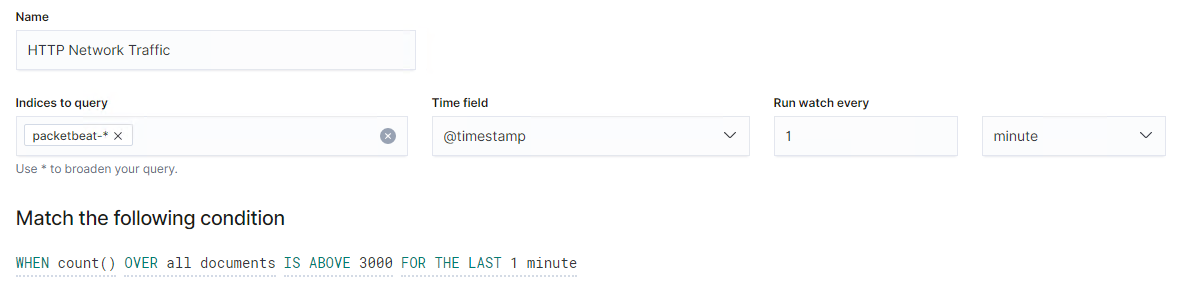 Name
HTTP Network Traffic
Indices to query Time field Run watch every
packetbeat-* @timestamp 1 minute
Use * to broaden your query.
Match the following condition
WHEN count() OVER all documents IS ABOVE 3000 FOR THE LAST 1 minute